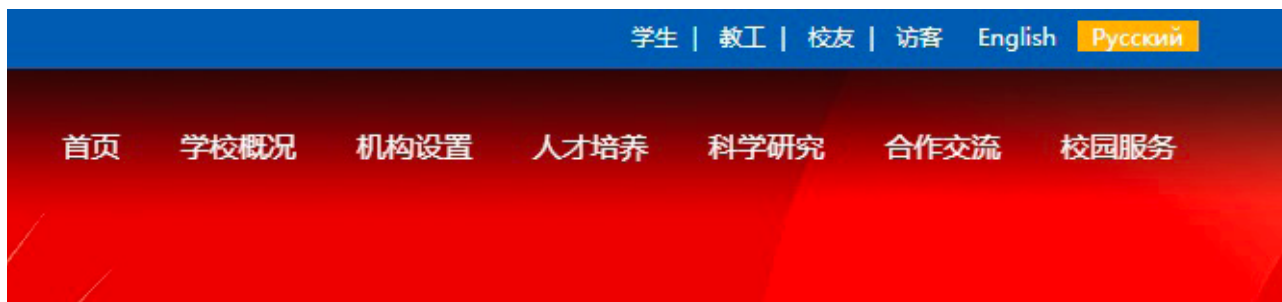 学生 | 教工 | 校友 | 访客 English Русский
首页 学校概况 机构设置 人才培养 科学研究 合作交流 校园服务